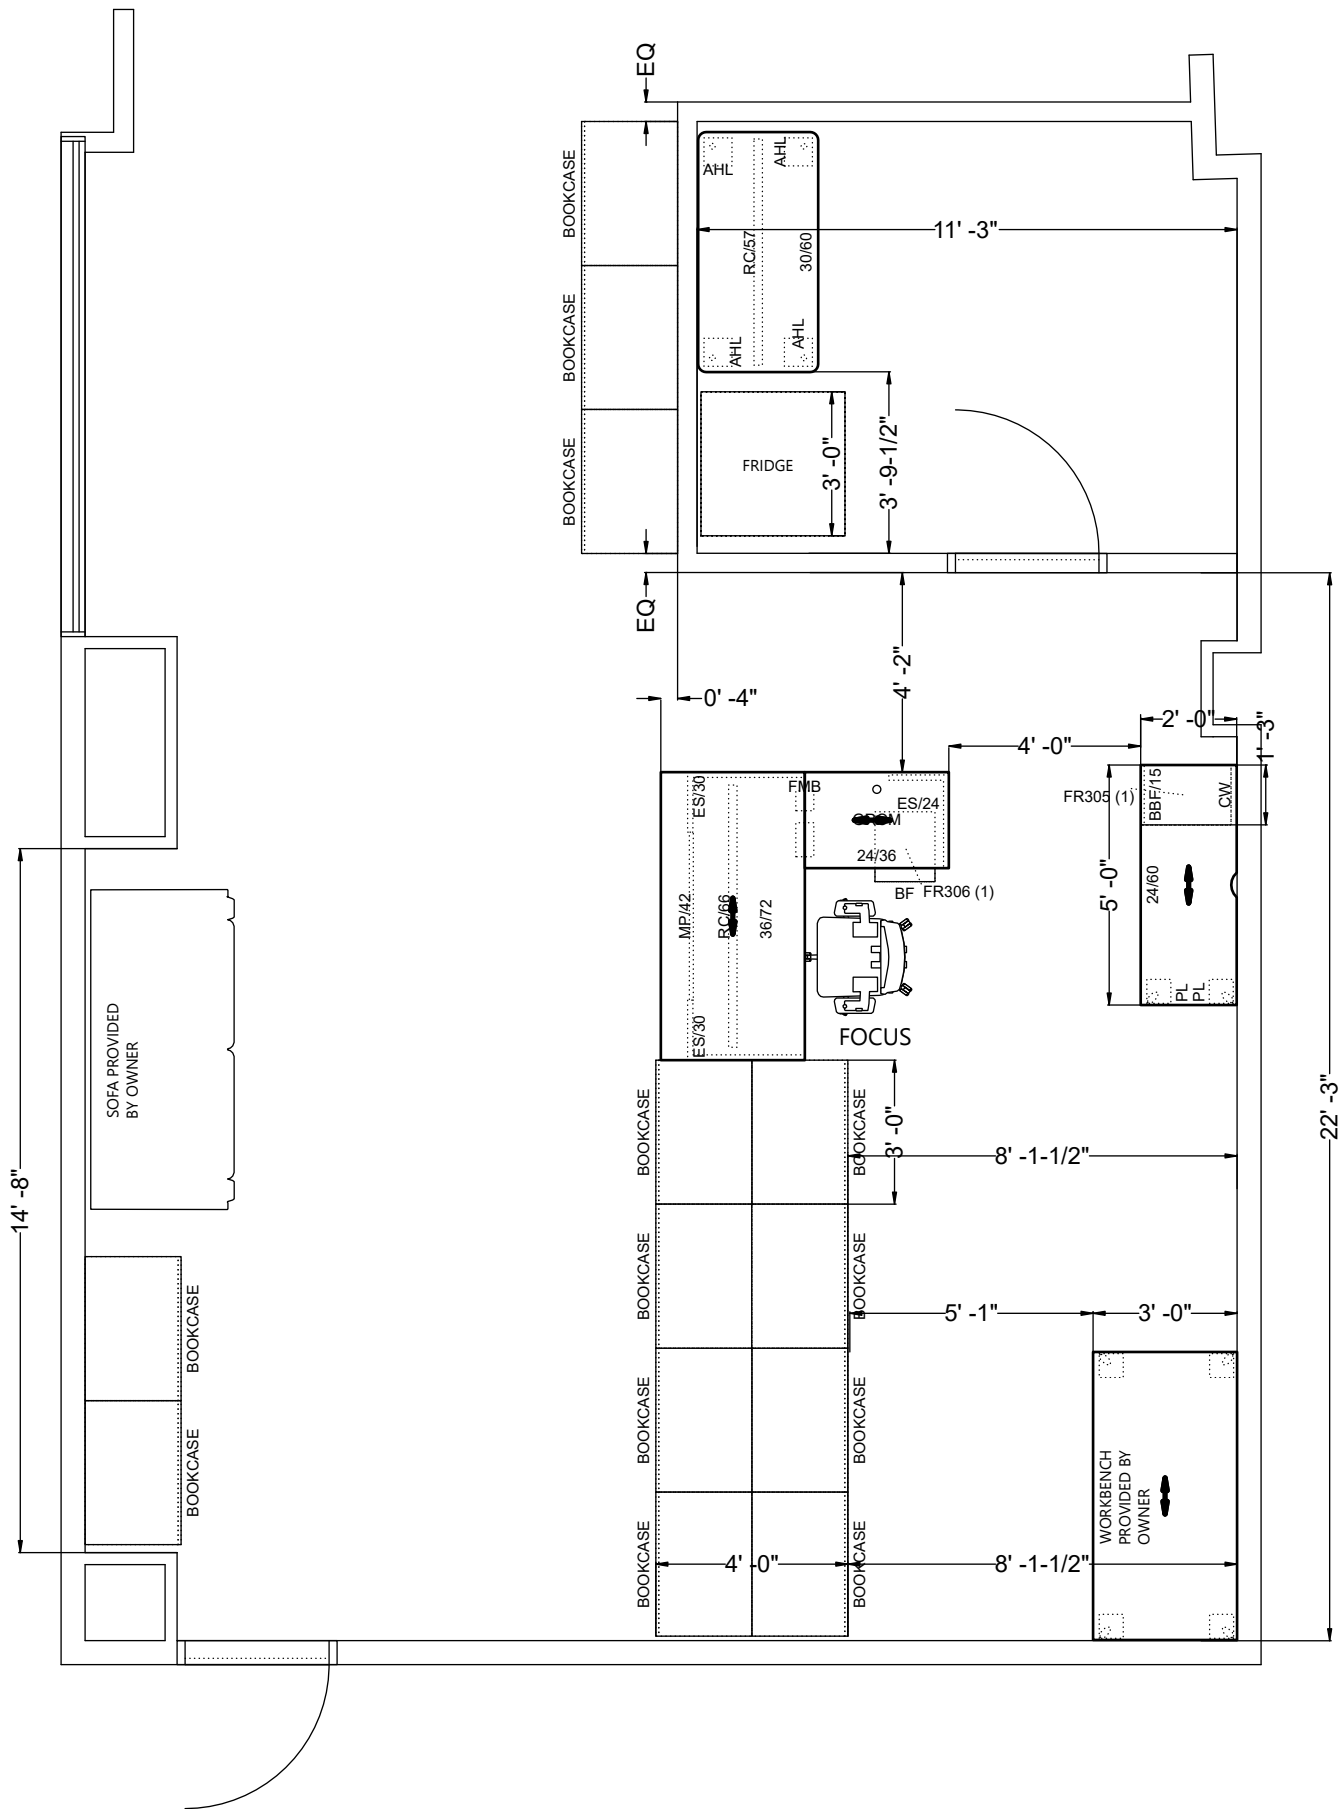 EQ
BOOKCASE
BOOKCASE
BOOKCASE
AHL
AHL
AHL
AHL
RC/57
30/60
11' -3"
FRIDGE
3' -0"
3' -9-1/2"
EQ
4' -2"
0' -4"
4' -0"
2' -0"
1' -3"
FR305 (1)
BBF/15
CW
24/60
5' -0"
PL
PL
ES/30
MP/42
RC/66
36/72
ES/30
FMB
ES/24
24/36
BF
FR306 (1)
FOCUS
SOFA PROVIDED
BY OWNER
14' -8"
22' -3"
BOOKCASE
BOOKCASE
3' -0"
8' -1-1/2"
BOOKCASE
BOOKCASE
BOOKCASE
5' -1"
3' -0"
BOOKCASE
BOOKCASE
BOOKCASE
WORKBENCH
PROVIDED BY
OWNER
BOOKCASE
4' -0"
BOOKCASE
8' -1-1/2"